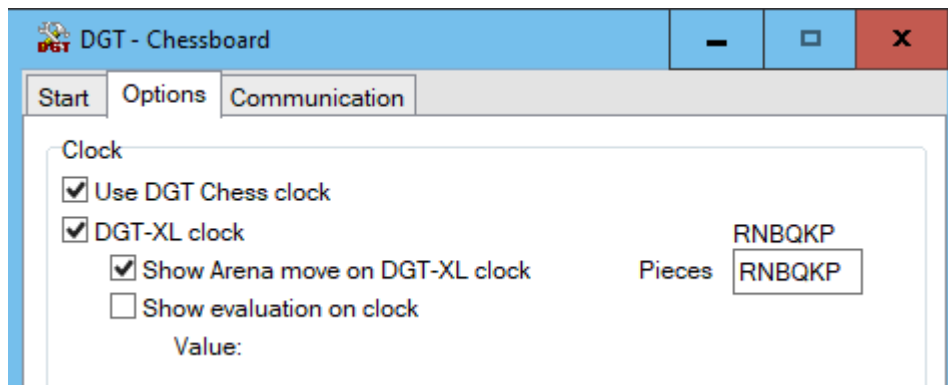 DGT - Chessboard
Start Options Communication
Clock
Use DGT Chess clock
DGT-XL clock
RNBQKP
Show Arena move on DGT-XL clock Pieces RNBQKP
Show evaluation on clock
Value: